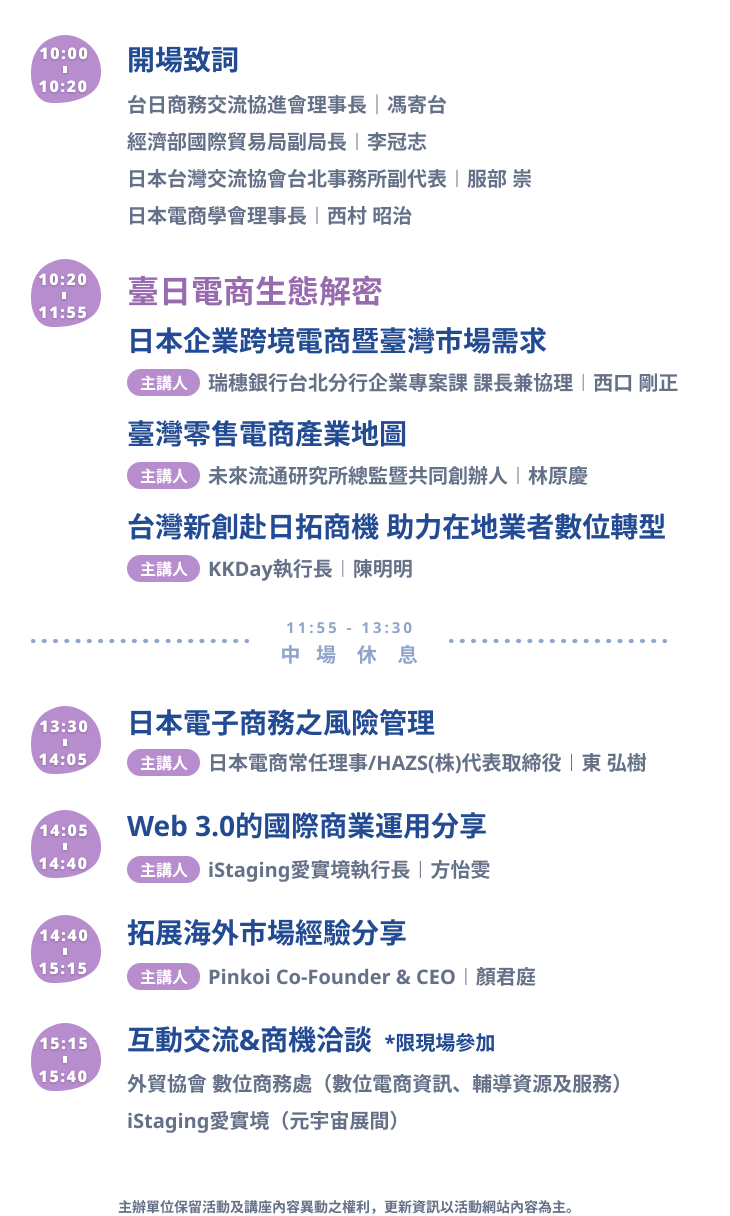 10:00
-
10:20
開場致詞
台日商務交流協進會理事長｜馮寄台
經濟部國際貿易局副局長｜李冠志
日本台灣交流協會台北事務所副代表｜服部 崇
日本電商學會理事長｜西村 昭治
10:20
-
11:55
臺日電商生態解密
日本企業跨境電商暨臺灣市場需求
主講人 瑞穗銀行台北分行企業專案課 課長兼協理｜西口 剛正
臺灣零售電商產業地圖
主講人 未來流通研究所總監暨共同創辦人｜林原慶
台灣新創赴日拓商機 助力在地業者數位轉型
主講人 KKDay執行長｜陳明明
11:55 - 13:30
中場休息
13:30
-
14:05
日本電子商務之風險管理
主講人 日本電商常任理事/HAZS(株)代表取締役｜東 弘樹
14:05
-
14:40
Web 3.0的國際商業運用分享
主講人 iStaging愛實境執行長｜方怡雯
14:40
-
15:15
拓展海外市場經驗分享
主講人 Pinkoi Co-Founder & CEO｜顏君庭
15:15
-
15:40
互動交流&商機洽談 *限現場參加
外貿協會 數位商務處（數位電商資訊、輔導資源及服務）
iStaging愛實境（元宇宙展間）
主辦單位保留活動及講座內容異動之權利，更新資訊以活動網站內容為主。